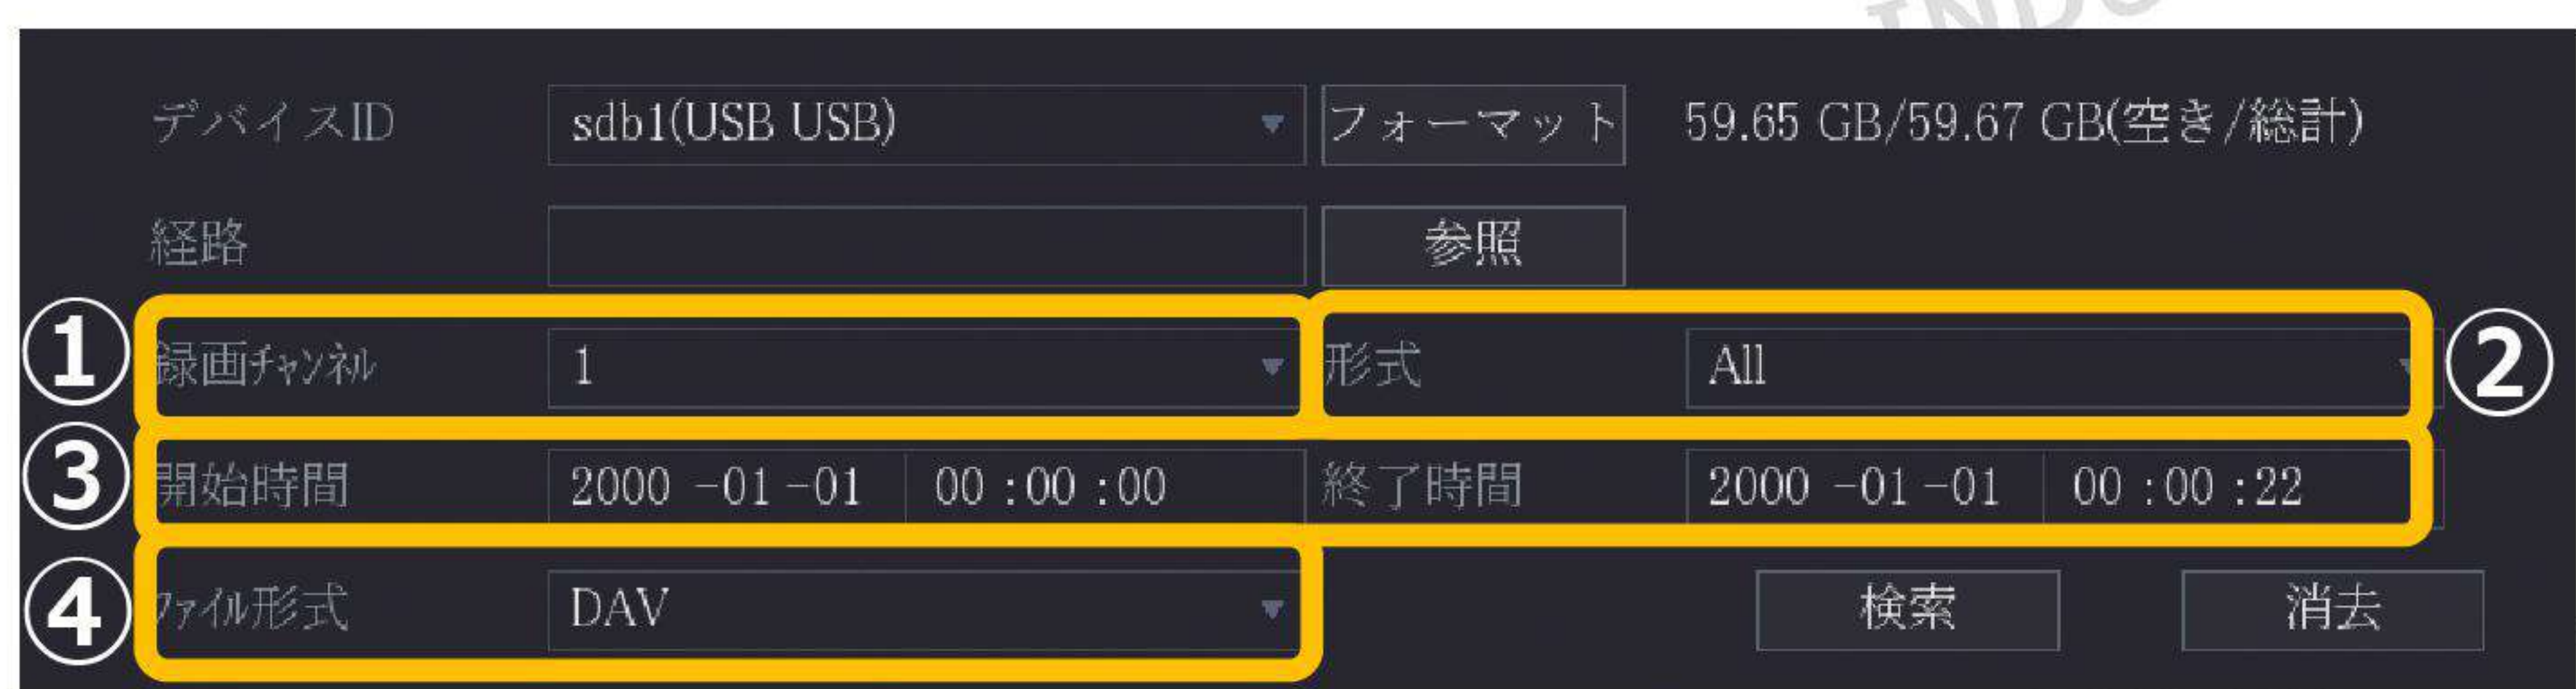 デバイスID sdb1(USB USB) フォーマット 59.65 GB/59.67 GB(空き/総計)
経路 参照
① 録画ﾁｬﾝﾈﾙ 1 形式 All ②
③ 開始時間 2000 -01 -01 00 :00 :00 終了時間 2000 -01 -01 00 :00 :22
④ ﾌｧｲﾙ形式 DAV 検索 消去